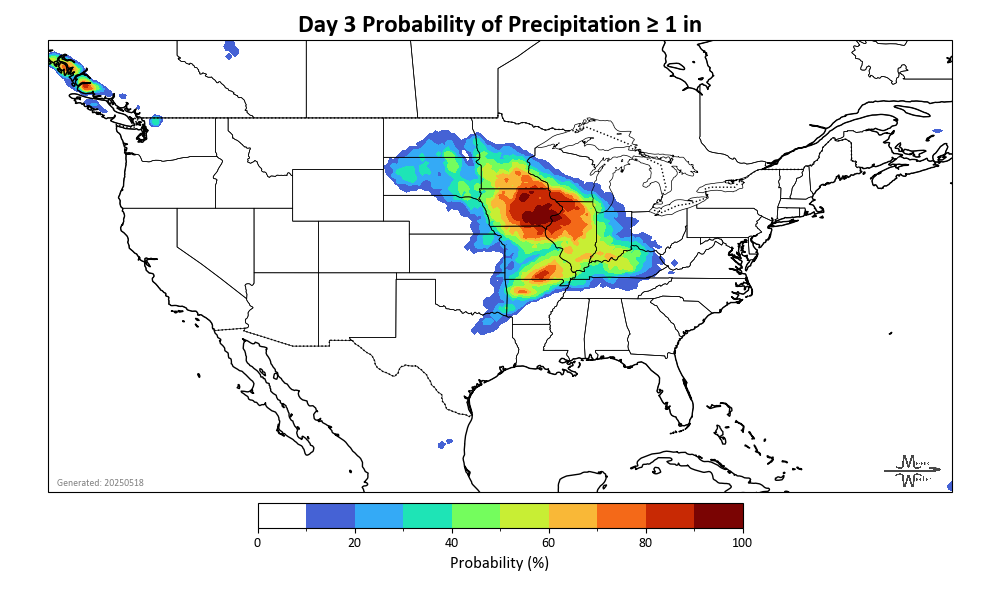 Day 3 Probability of Precipitation ≥ 1 in
Generated: 20250518
0 20 40 60 80 100
Probability (%)